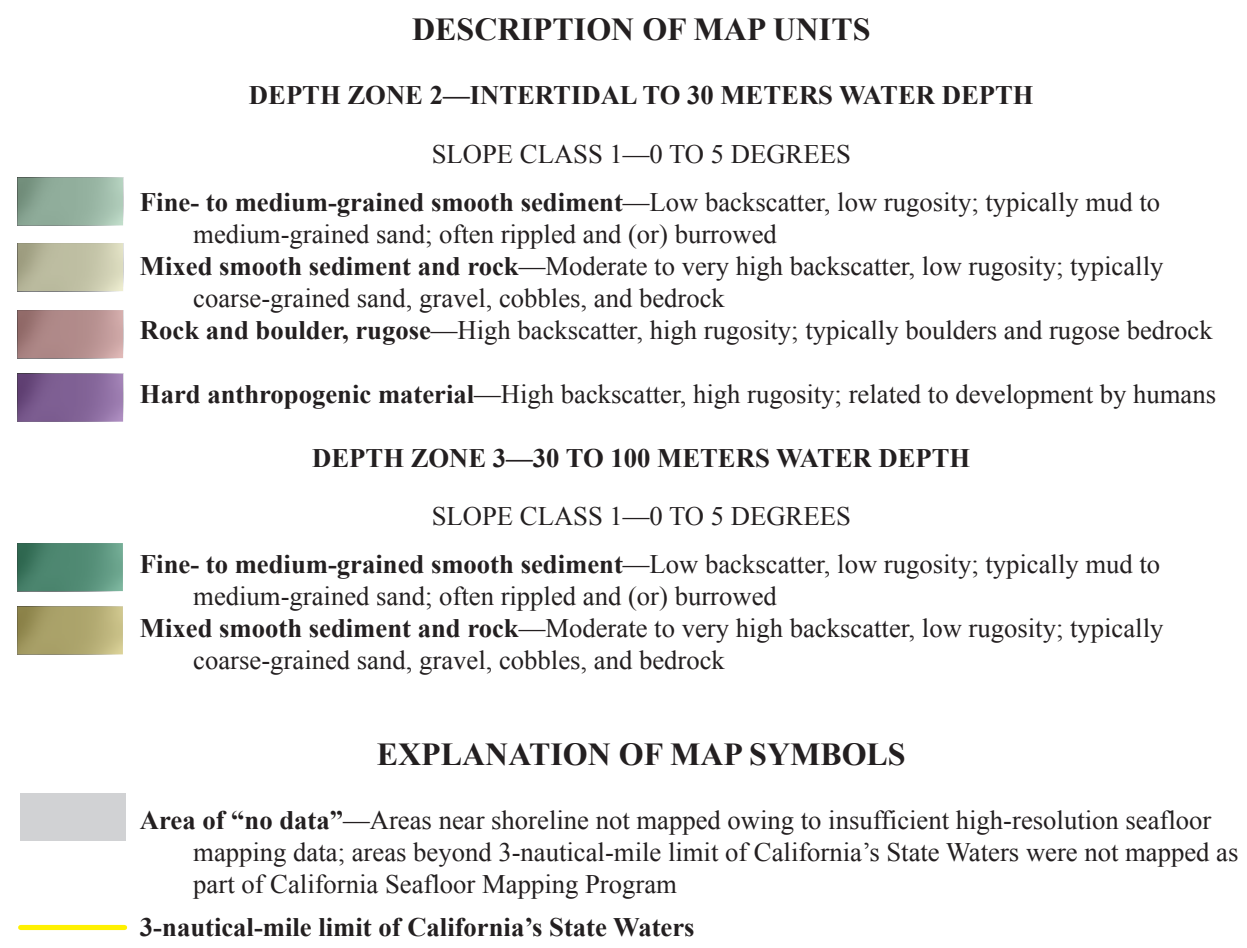 DESCRIPTION OF MAP UNITS
DEPTH ZONE 2—INTERTIDAL TO 30 METERS WATER DEPTH
SLOPE CLASS 1—0 TO 5 DEGREES
Fine- to medium-grained smooth sediment—Low backscatter, low rugosity; typically mud to
medium-grained sand; often rippled and (or) burrowed
Mixed smooth sediment and rock—Moderate to very high backscatter, low rugosity; typically
coarse-grained sand, gravel, cobbles, and bedrock
Rock and boulder, rugose—High backscatter, high rugosity; typically boulders and rugose bedrock
Hard anthropogenic material—High backscatter, high rugosity; related to development by humans
DEPTH ZONE 3—30 TO 100 METERS WATER DEPTH
SLOPE CLASS 1—0 TO 5 DEGREES
Fine- to medium-grained smooth sediment—Low backscatter, low rugosity; typically mud to
medium-grained sand; often rippled and (or) burrowed
Mixed smooth sediment and rock—Moderate to very high backscatter, low rugosity; typically
coarse-grained sand, gravel, cobbles, and bedrock
EXPLANATION OF MAP SYMBOLS
Area of “no data”—Areas near shoreline not mapped owing to insufficient high-resolution seafloor
mapping data; areas beyond 3-nautical-mile limit of California’s State Waters were not mapped as
part of California Seafloor Mapping Program
3-nautical-mile limit of California’s State Waters